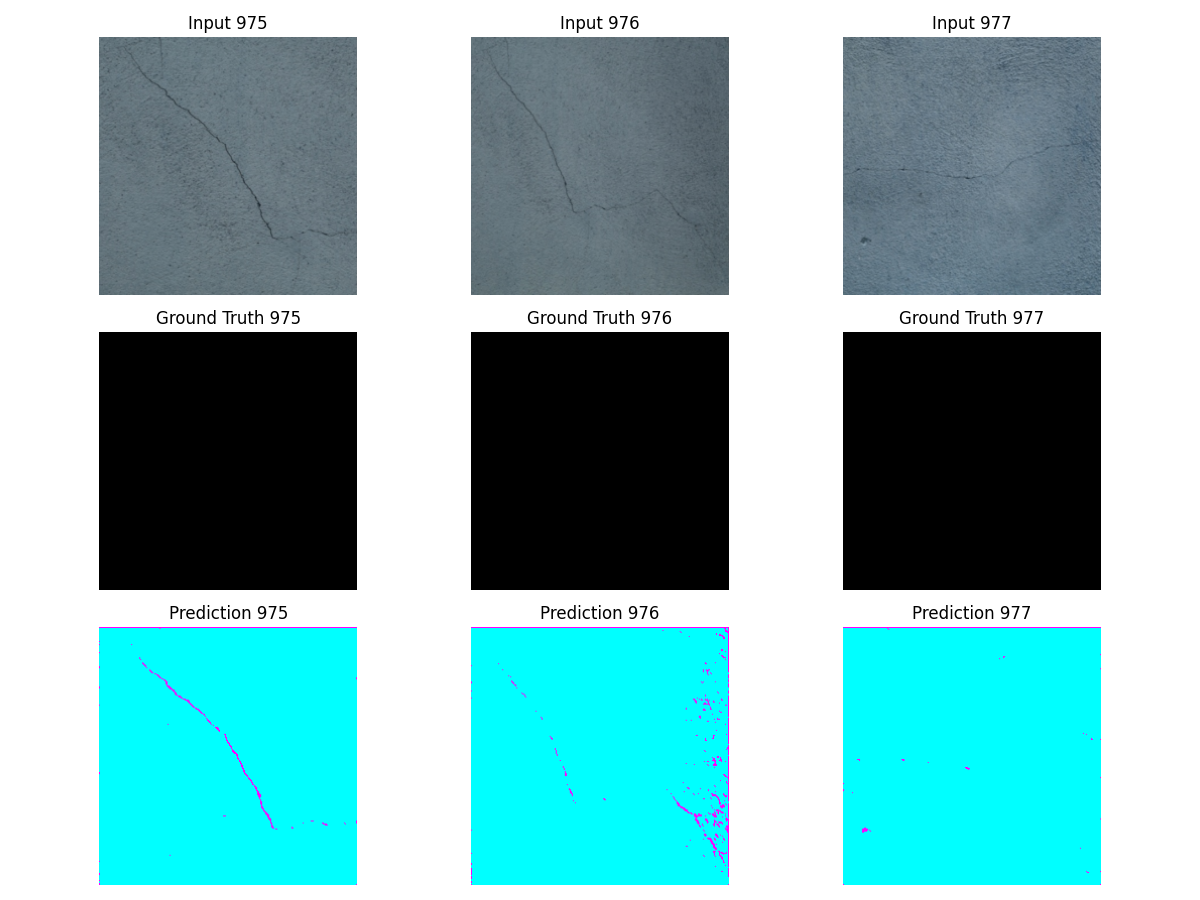 Input 975
Input 976
Input 977
Ground Truth 975
Ground Truth 976
Ground Truth 977
Prediction 975
Prediction 976
Prediction 977